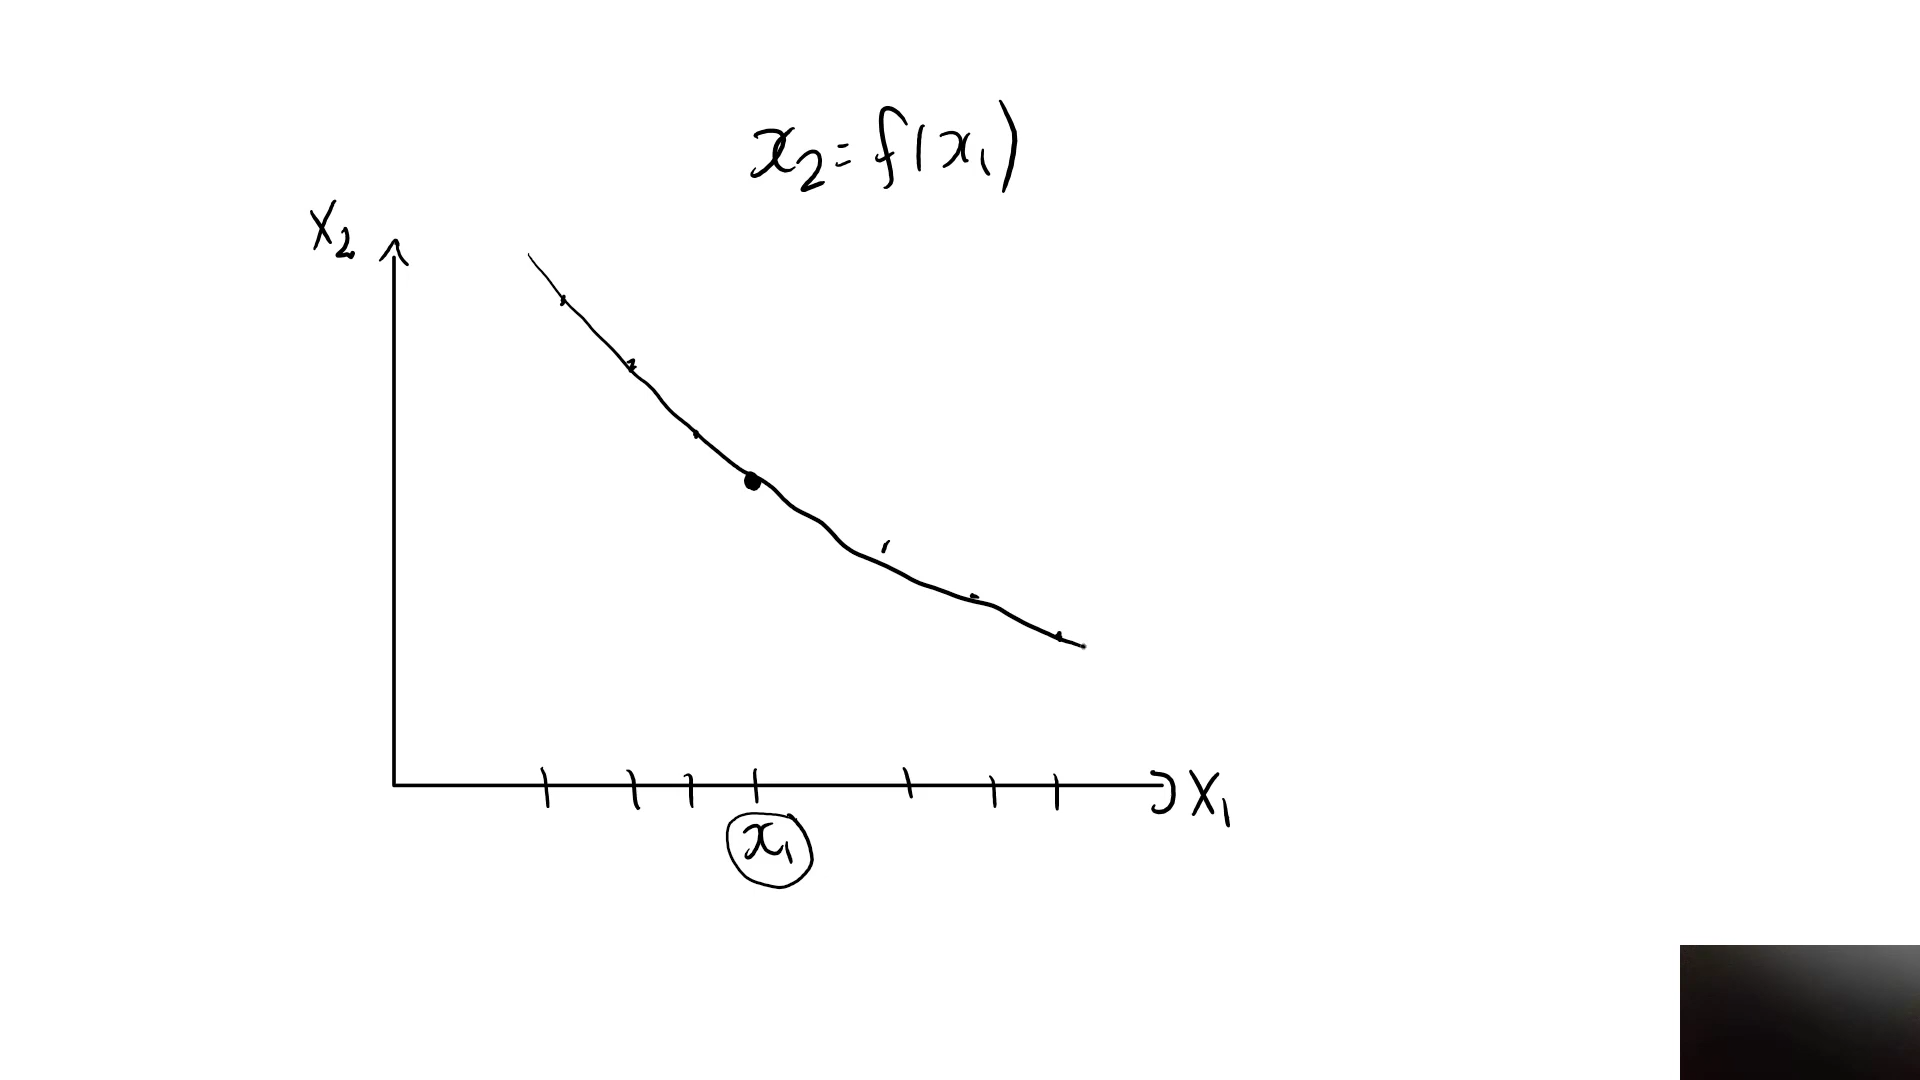 x₂ = f(x₁)
X₂
X₁
x₁